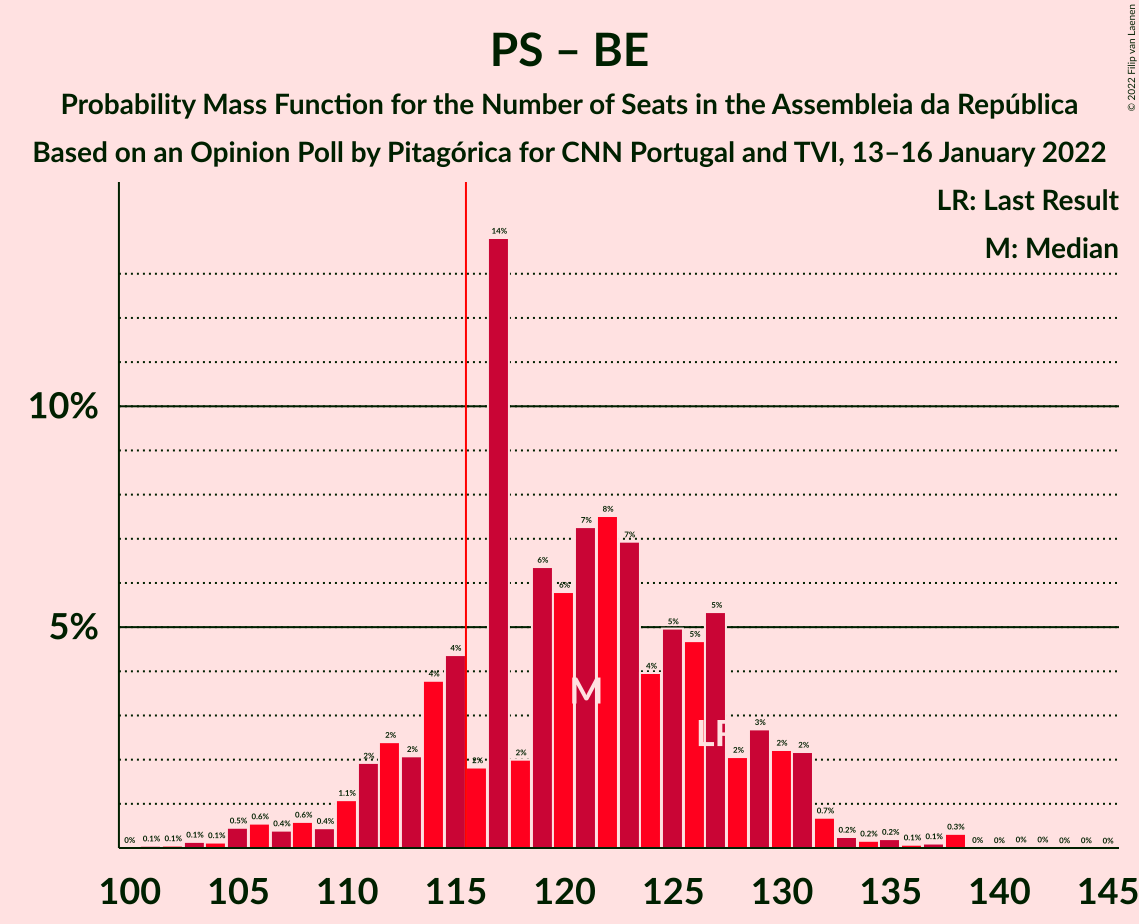 PS – BE
Probability Mass Function for the Number of Seats in the Assembleia da República
Based on an Opinion Poll by Pitagórica for CNN Portugal and TVI, 13–16 January 2022
© 2022 Filip van Laenen
LR: Last Result
M: Median
10%
5%
0% 0.1% 0.1% 0.1% 0.1% 0.5% 0.6% 0.4% 0.6% 0.4% 1.1% 2% 2% 2% 4% 4% 2% 14% 2% 6% 6% 7% 8% 7% 4% 5% 5% 5% 2% 3% 2% 2% 0.7% 0.2% 0.2% 0.2% 0.1% 0.1% 0.3% 0% 0% 0% 0% 0% 0% 0%
M
LR
100 105 110 115 120 125 130 135 140 145